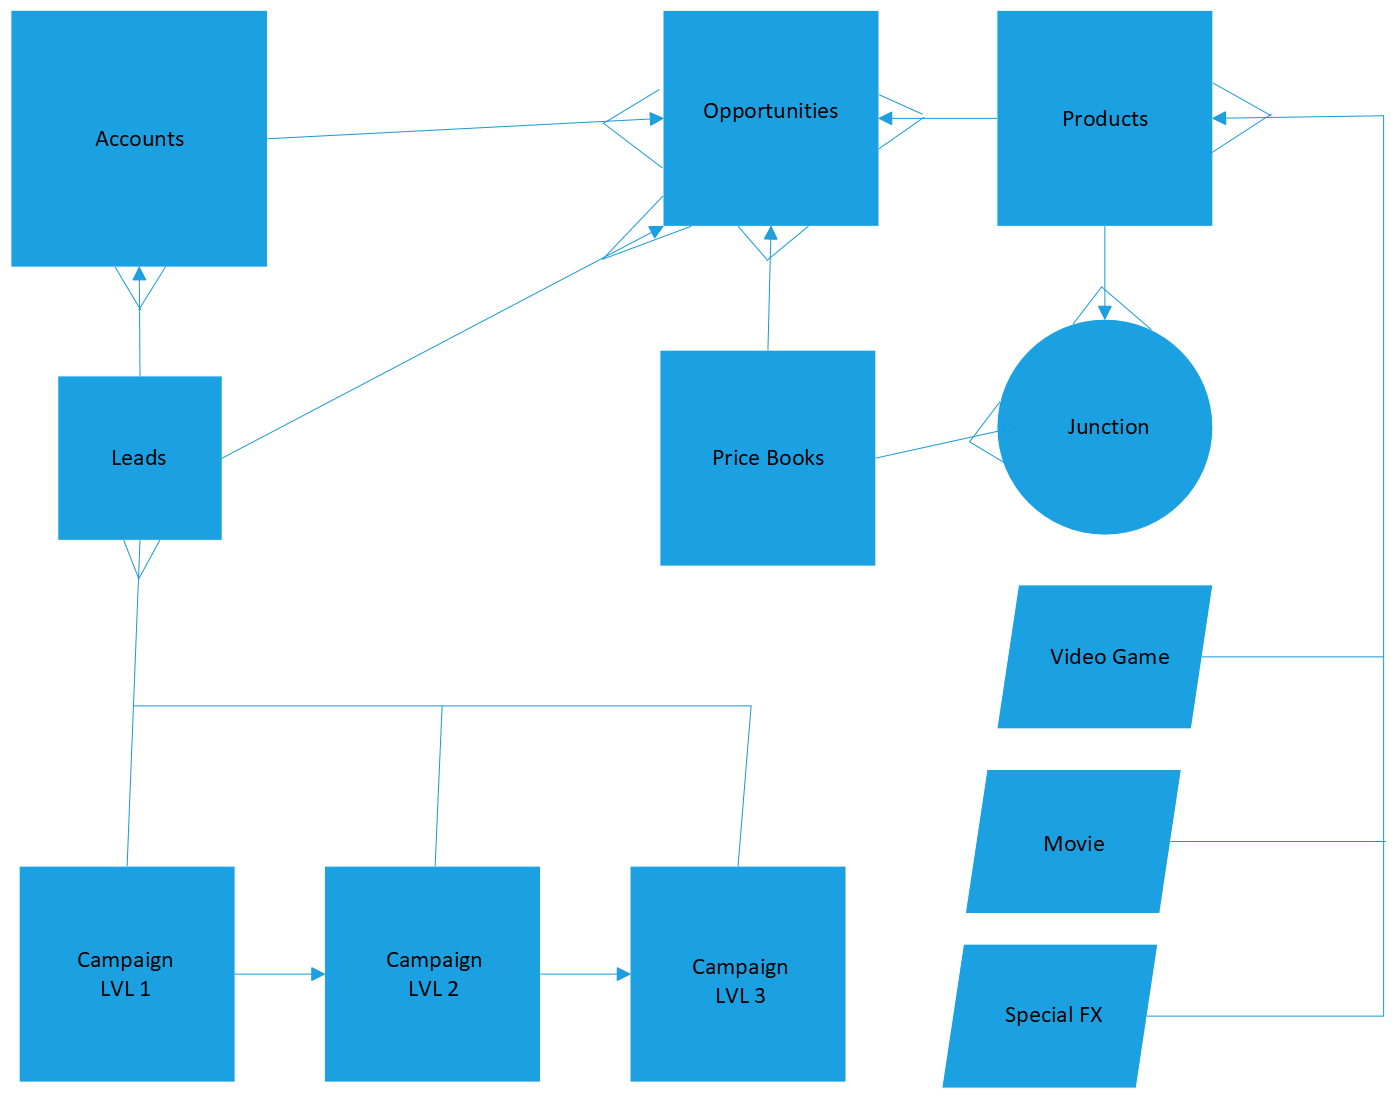 Accounts
Opportunities
Products
Leads
Price Books
Junction
Video Game
Movie
Campaign
LVL 1
Campaign
LVL 2
Campaign
LVL 3
Special FX